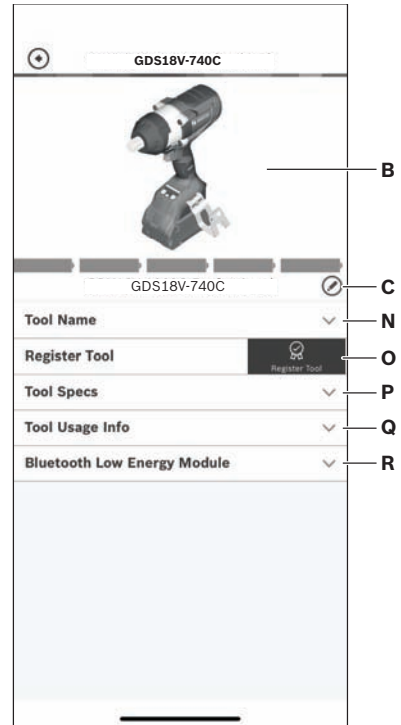 GDS18V-740C
B
GDS18V-740C
C
Tool Name
N
Register Tool
Register Tool
O
Tool Specs
P
Tool Usage Info
Q
Bluetooth Low Energy Module
R